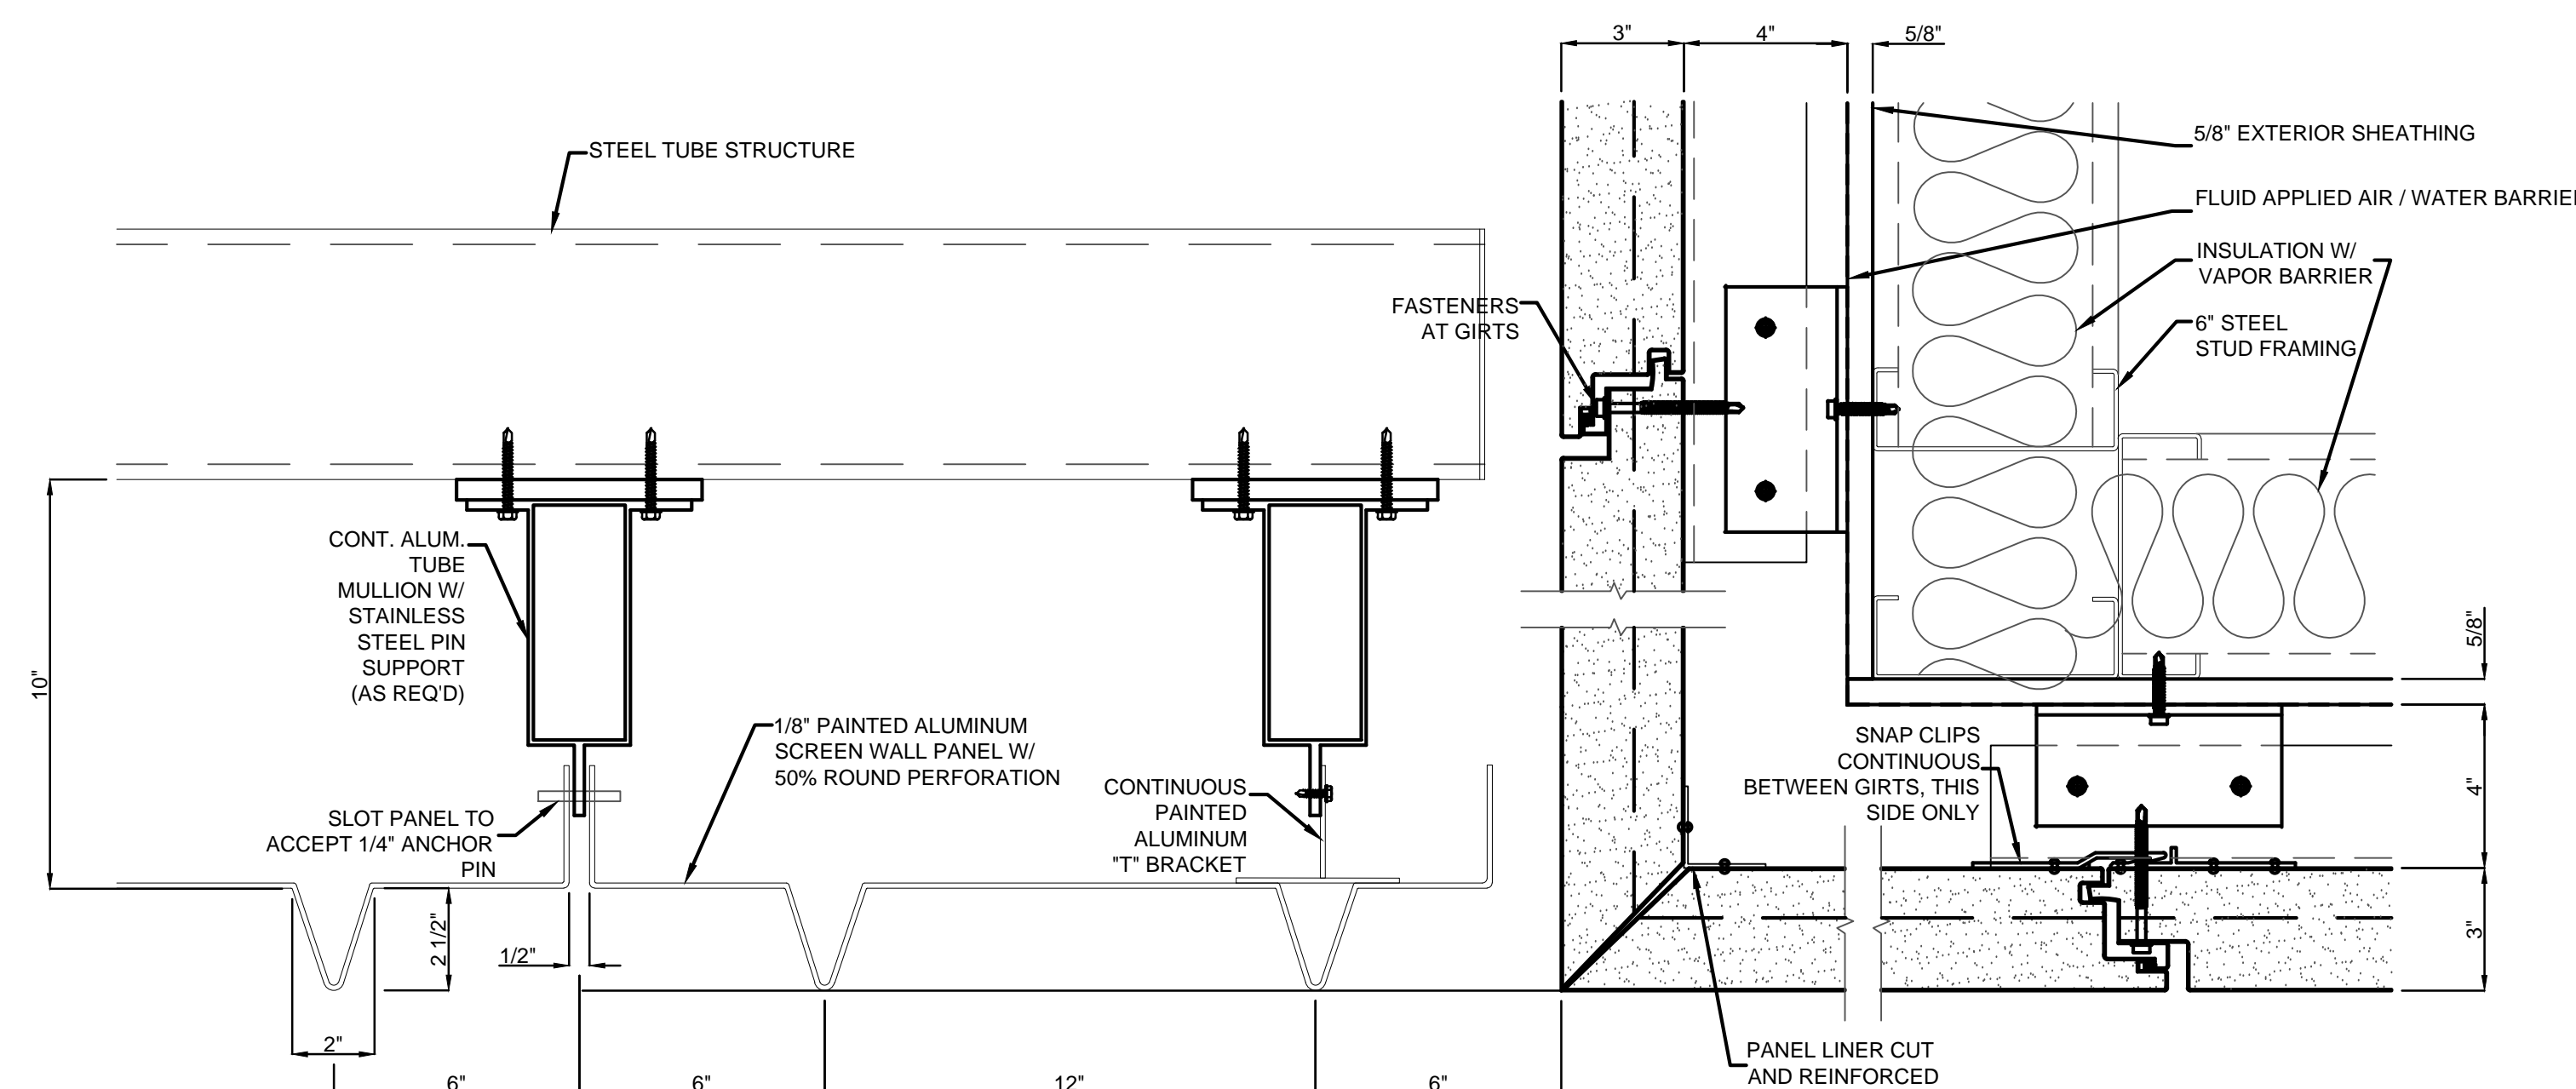 3"
4"
5/8"
STEEL TUBE STRUCTURE
5/8" EXTERIOR SHEATHING
FLUID APPLIED AIR / WATER BARRIER
INSULATION W/
VAPOR BARRIER
FASTENERS
AT GIRTS
6" STEEL
STUD FRAMING
CONT. ALUM.
TUBE
MULLION W/
STAINLESS
STEEL PIN
SUPPORT
(AS REQ'D)
10"
5/8"
1/8" PAINTED ALUMINUM
SCREEN WALL PANEL W/
50% ROUND PERFORATION
SLOT PANEL TO
ACCEPT 1/4" ANCHOR
PIN
CONTINUOUS
PAINTED
ALUMINUM
"T" BRACKET
SNAP CLIPS
CONTINUOUS
BETWEEN GIRTS, THIS
SIDE ONLY
4"
2 1/2"
1/2"
3"
2"
PANEL LINER CUT
AND REINFORCED
6"
6"
12"
6"